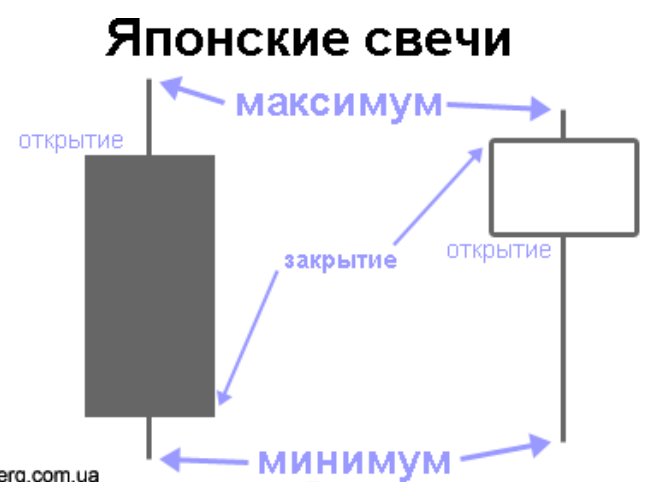 Японские свечи
максимум
открытие
закрытие
открытие
минимум
erg.com.ua